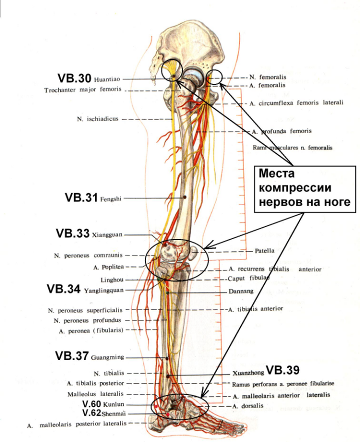 VB.30 Huantiao
Trochanter major femoris
N. ischiadicus
VB.31 Fengshi
VB.33 Xiangguan
N. peroneus communis
A. Poplitea
Linghou
VB.34 Yanglingquan
N. peroneus superficialis
N. peroneus profundus
A. peronea (fibularis)
VB.37 Guangming
N. tibialis
A. tibialis posterior
Malleolus lateralis
V.60 Kunlun
V.62 Shenmai
A. malleolaris posterior lateralis
N. femoralis
A. femoralis
A. circumflexa femoris laterali
A. profunda femoris
Rami musculares n. femoralis
Места
компрессии
нервов на ноге
Patella
A. recurrens tibialis anterior
Caput fibulae
Dannang
A. tibialis anterior
Xuanzhong VB.39
Ramus perforans a. peronee fibularise
A. malleolaris anterior lateralis
A. dorsalis